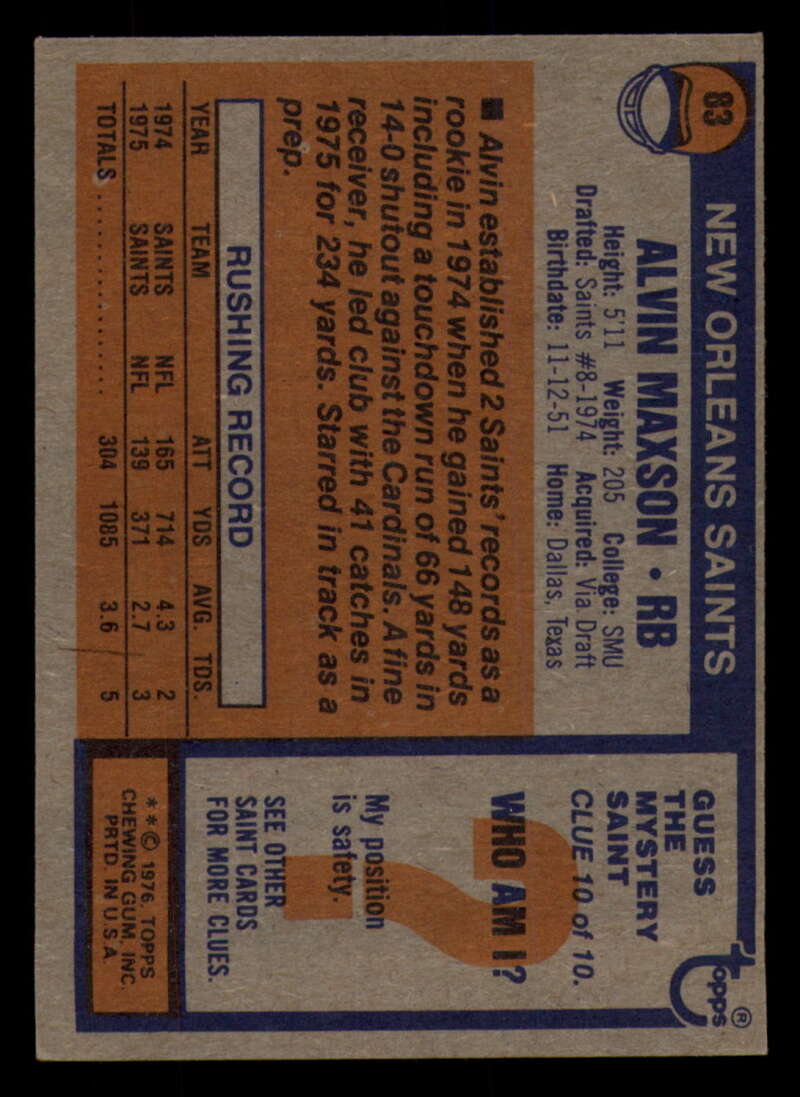 83
NEW ORLEANS SAINTS
ALVIN MAXSON • RB
Height: 5'11 Weight: 205 College: SMU
Drafted: Saints #8-1974 Acquired: Via Draft
Birthdate: 11-12-51 Home: Dallas, Texas
■ Alvin established 2 Saints' records as a
rookie in 1974 when he gained 148 yards
including a touchdown run of 66 yards in
14-0 shutout against the Cardinals. A fine
receiver, he led club with 41 catches in
1975 for 234 yards. Starred in track as a
prep.
RUSHING RECORD
YEAR TEAM ATT YDS AVG. TDS.
1974 SAINTS NFL 165 714 4.3 2
1975 SAINTS NFL 139 371 2.7 3
TOTALS .................... 304 1085 3.6 5
topps®
GUESS
THE
MYSTERY
SAINT
CLUE 10 of 10.
WHO AM I?
?
My position
is safety.
SEE OTHER
SAINT CARDS
FOR MORE CLUES.
**© 1976. TOPPS
CHEWING GUM, INC.
PRTD. IN U.S.A.